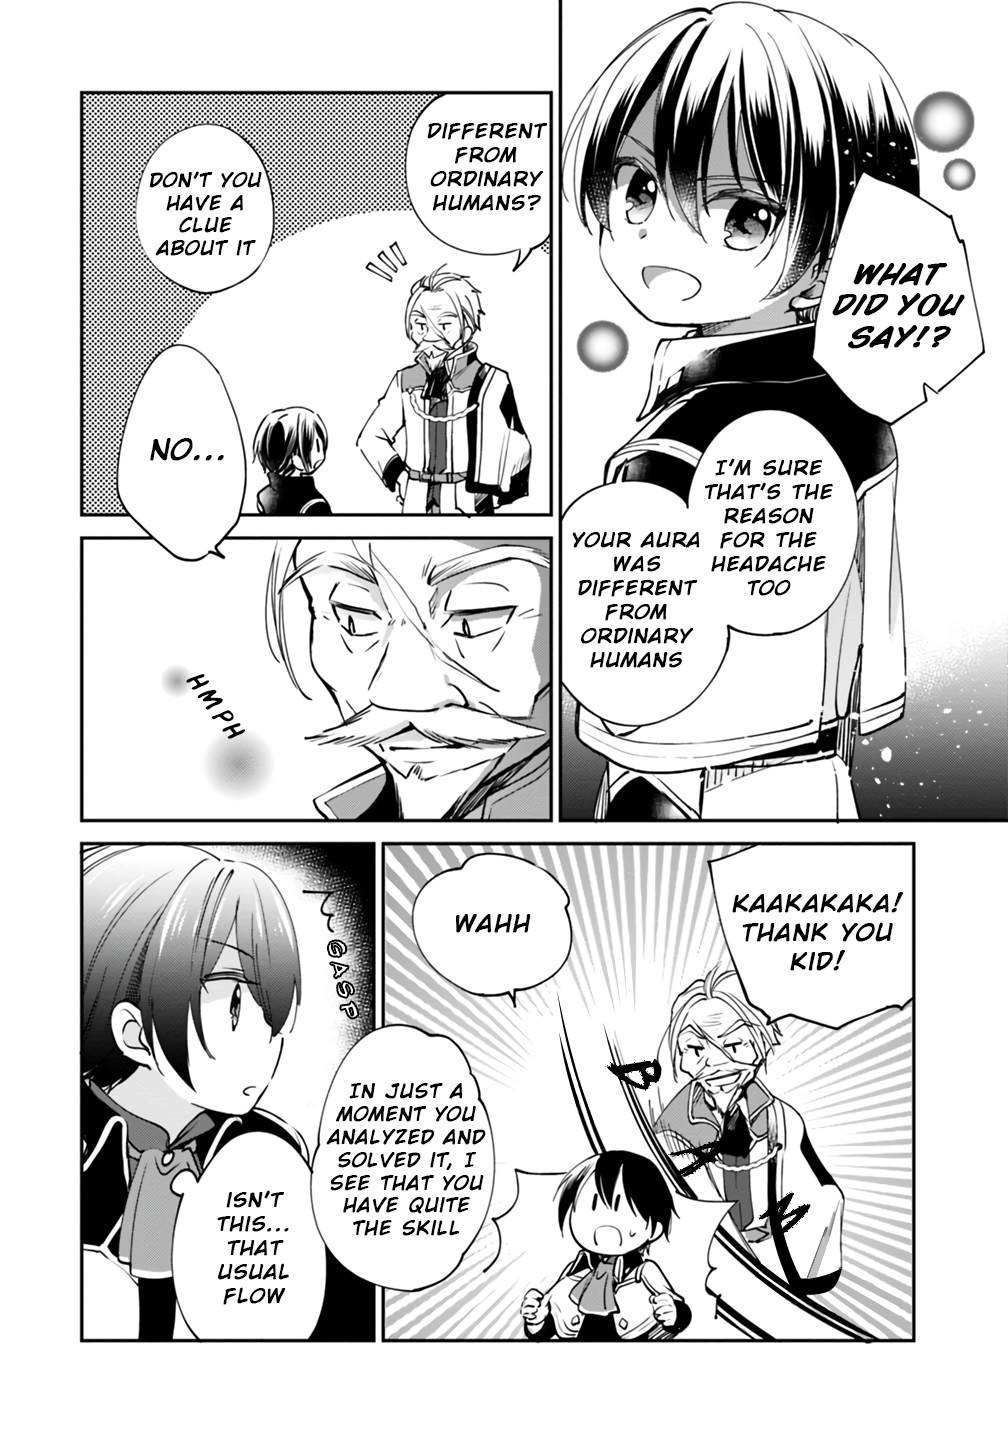 WHAT
DID YOU
SAY!?
I'M SURE
THAT'S THE
REASON
FOR THE
HEADACHE
TOO
YOUR AURA
WAS
DIFFERENT
FROM
ORDINARY
HUMANS
DIFFERENT
FROM
ORDINARY
HUMANS?
DON'T YOU
HAVE A
CLUE
ABOUT IT
NO...
HMPH
KAAKAKAKA!
THANK YOU
KID!
WAHH
BAM
IN JUST A
MOMENT YOU
ANALYZED AND
SOLVED IT, I
SEE THAT YOU
HAVE QUITE
THE SKILL
GASP
ISN'T
THIS...
THAT
USUAL
FLOW